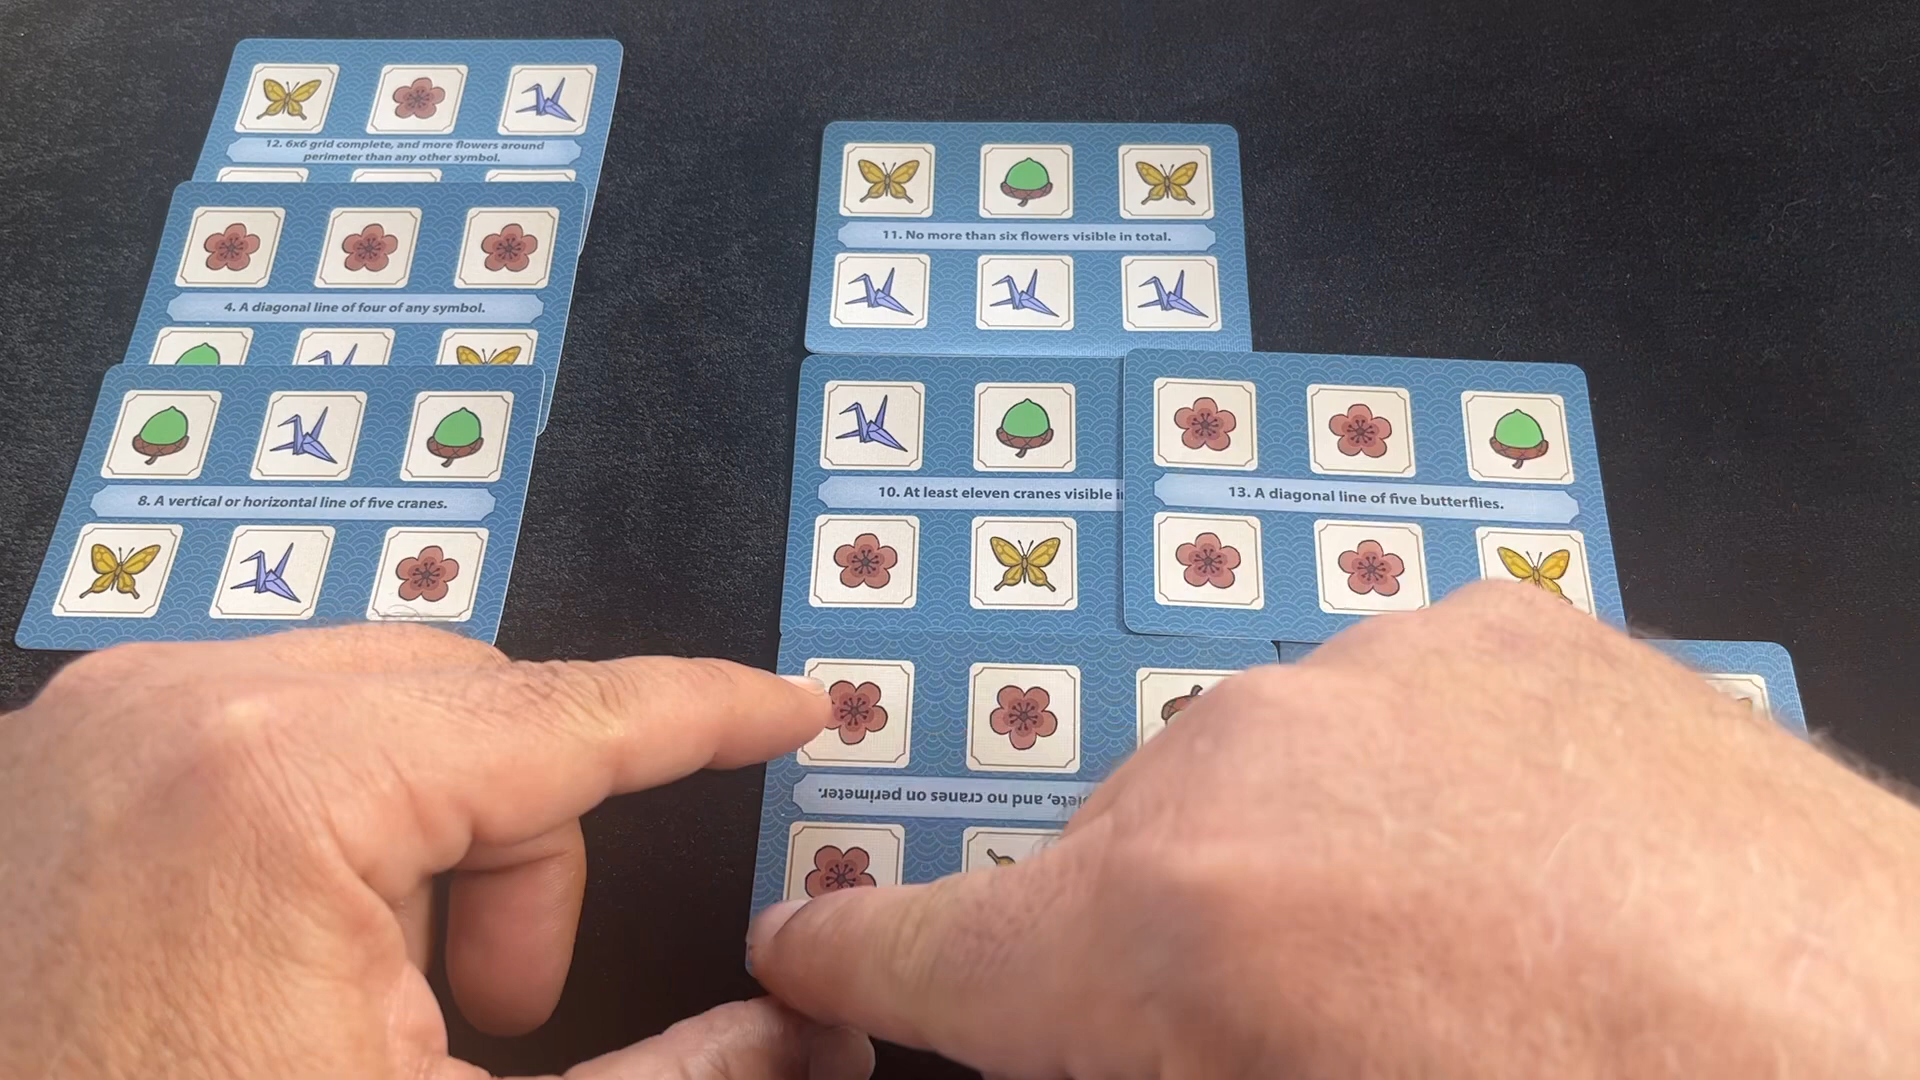 12. 6x6 grid complete, and more flowers around
perimeter than any other symbol.
4. A diagonal line of four of any symbol.
8. A vertical or horizontal line of five cranes.
11. No more than six flowers visible in total.
10. At least eleven cranes visible
13. A diagonal line of five butterflies.
and no cranes on perimeter.